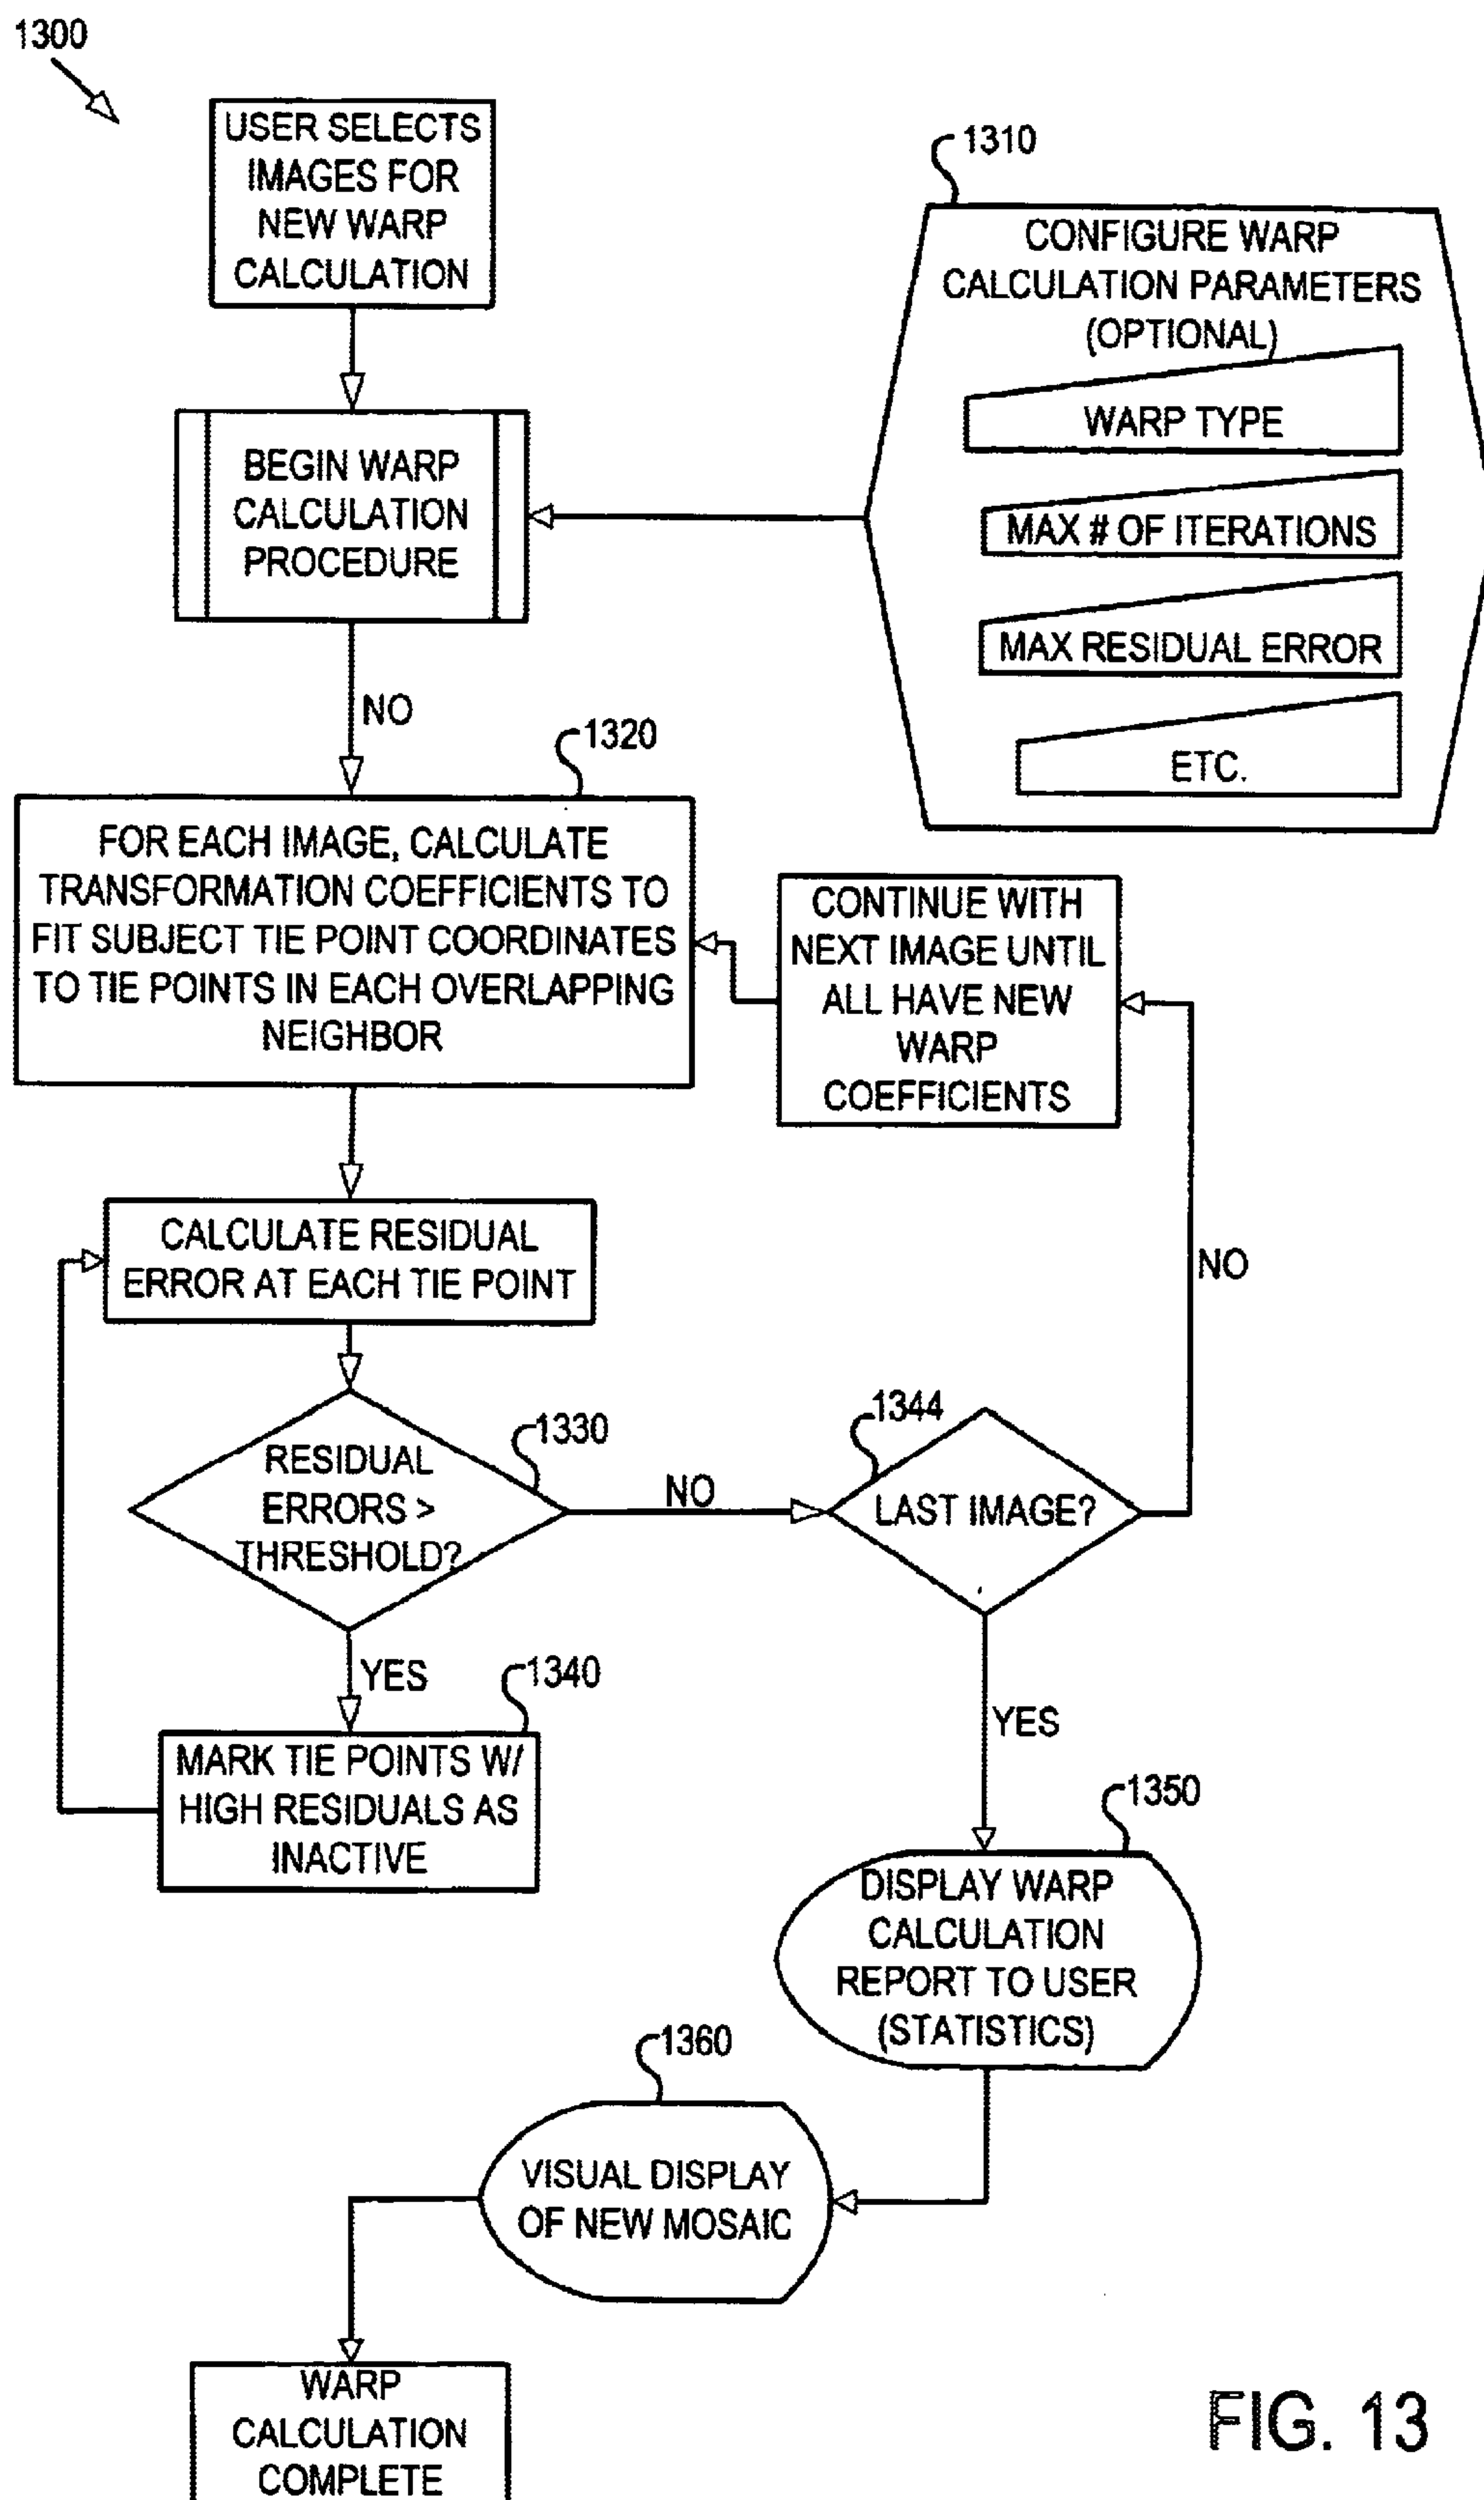 1300
USER SELECTS
IMAGES FOR
NEW WARP
CALCULATION
1310
CONFIGURE WARP
CALCULATION PARAMETERS
(OPTIONAL)
WARP TYPE
MAX # OF ITERATIONS
MAX RESIDUAL ERROR
ETC.
BEGIN WARP
CALCULATION
PROCEDURE
NO
1320
FOR EACH IMAGE, CALCULATE
TRANSFORMATION COEFFICIENTS TO
FIT SUBJECT TIE POINT COORDINATES
TO TIE POINTS IN EACH OVERLAPPING
NEIGHBOR
CONTINUE WITH
NEXT IMAGE UNTIL
ALL HAVE NEW
WARP
COEFFICIENTS
CALCULATE RESIDUAL
ERROR AT EACH TIE POINT
NO
1330
RESIDUAL
ERRORS >
THRESHOLD?
NO
1344
LAST IMAGE?
YES
1340
MARK TIE POINTS W/
HIGH RESIDUALS AS
INACTIVE
YES
1350
DISPLAY WARP
CALCULATION
REPORT TO USER
(STATISTICS)
1360
VISUAL DISPLAY
OF NEW MOSAIC
WARP
CALCULATION
COMPLETE
FIG. 13